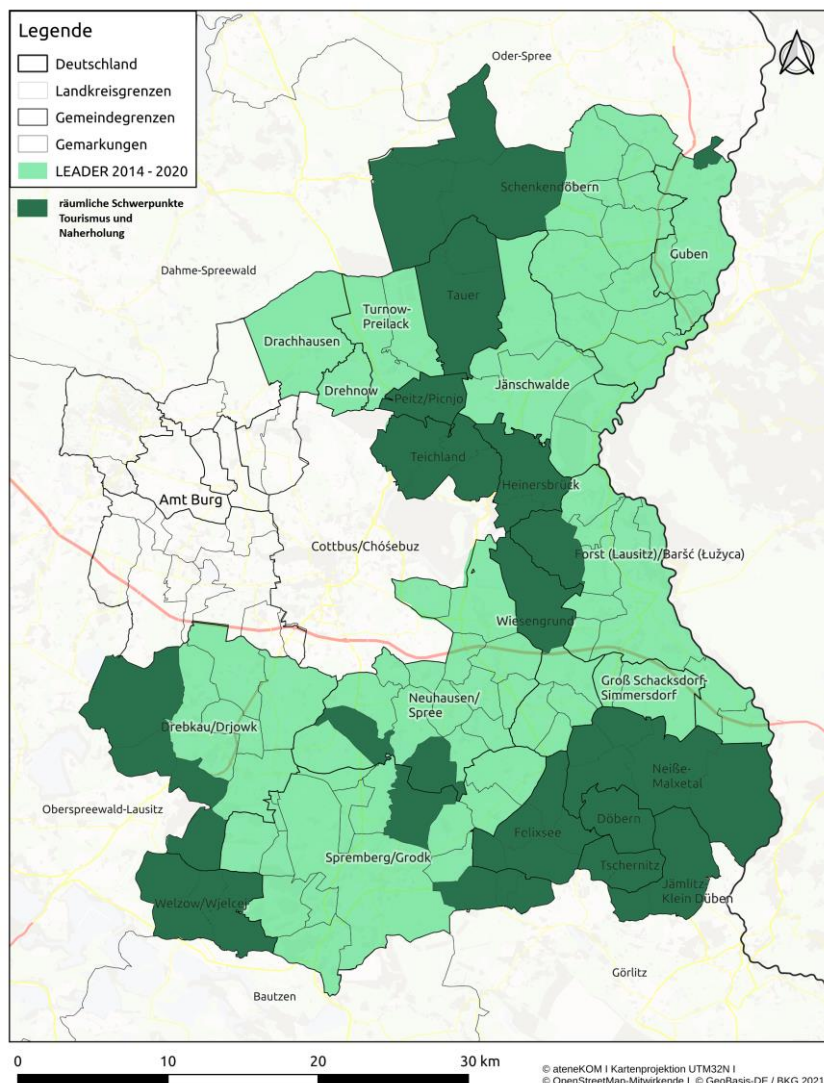 Legende
Deutschland
Landkreisgrenzen
Gemeindegrenzen
Gemarkungen
LEADER 2014 - 2020
räumliche Schwerpunkte
Tourismus und
Naherholung
Oder-Spree
Schenkendöbern
Guben
Dahme-Spreewald
Tauer
Turnow-
Preilack
Drachhausen
Drehnow
Jänschwalde
Peitz/Picnjo
Teichland
Heinersbrück
Amt Burg
Cottbus/Chóśebuz
Forst (Lausitz)/Baršć (Łužyca)
Wiesengrund
Groß Schacksdorf-
Simmersdorf
Neuhausen/
Spree
Drebkau/Drjowk
Neiße-
Malxetal
Oberspreewald-Lausitz
Döbern
Felixsee
Spremberg/Grodk
Tschernitz
Jämlitz-
Klein Düben
Welzow/Wjelcej
Görlitz
Bautzen
0 10 20 30 km
© ateneKOM I Kartenprojektion UTM32N I
© OpenStreetMap-Mitwirkende I © GeoBasis-DE / BKG 2021